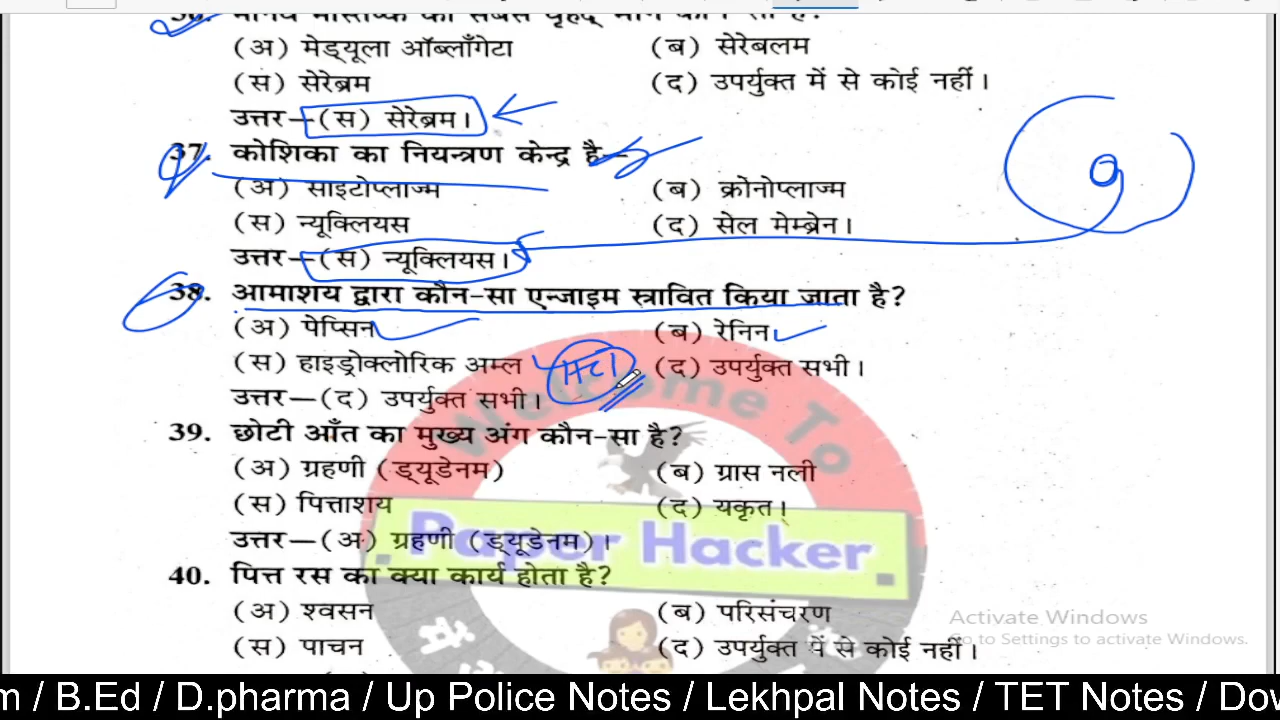 (अ) मेड्यूला ऑब्लाँगेटा (ब) सेरेबलम
(स) सेरेब्रम (द) उपर्युक्त में से कोई नहीं।
उत्तर—(स) सेरेब्रम।
37. कोशिका का नियन्त्रण केन्द्र है—
(अ) साइटोप्लाज्म (ब) क्रोनोप्लाज्म
(स) न्यूक्लियस (द) सेल मेम्ब्रेन।
उत्तर—(स) न्यूक्लियस।
38. आमाशय द्वारा कौन-सा एन्जाइम स्त्रावित किया जाता है?
(अ) पेप्सिन (ब) रेनिन
(स) हाइड्रोक्लोरिक अम्ल HCl (द) उपर्युक्त सभी।
उत्तर—(द) उपर्युक्त सभी।
39. छोटी आँत का मुख्य अंग कौन-सा है?
(अ) ग्रहणी (ड्यूडेनम) (ब) ग्रास नली
(स) पित्ताशय (द) यकृत।
उत्तर—(अ) ग्रहणी (ड्यूडेनम)।
40. पित्त रस का क्या कार्य होता है?
(अ) श्वसन (ब) परिसंचरण
(स) पाचन (द) उपर्युक्त में से कोई नहीं।
Welcome To
Paper Hacker
Activate Windows
Go to Settings to activate Windows.
/ B.Ed / D.pharma / Up Police Notes / Lekhpal Notes / TET Notes /